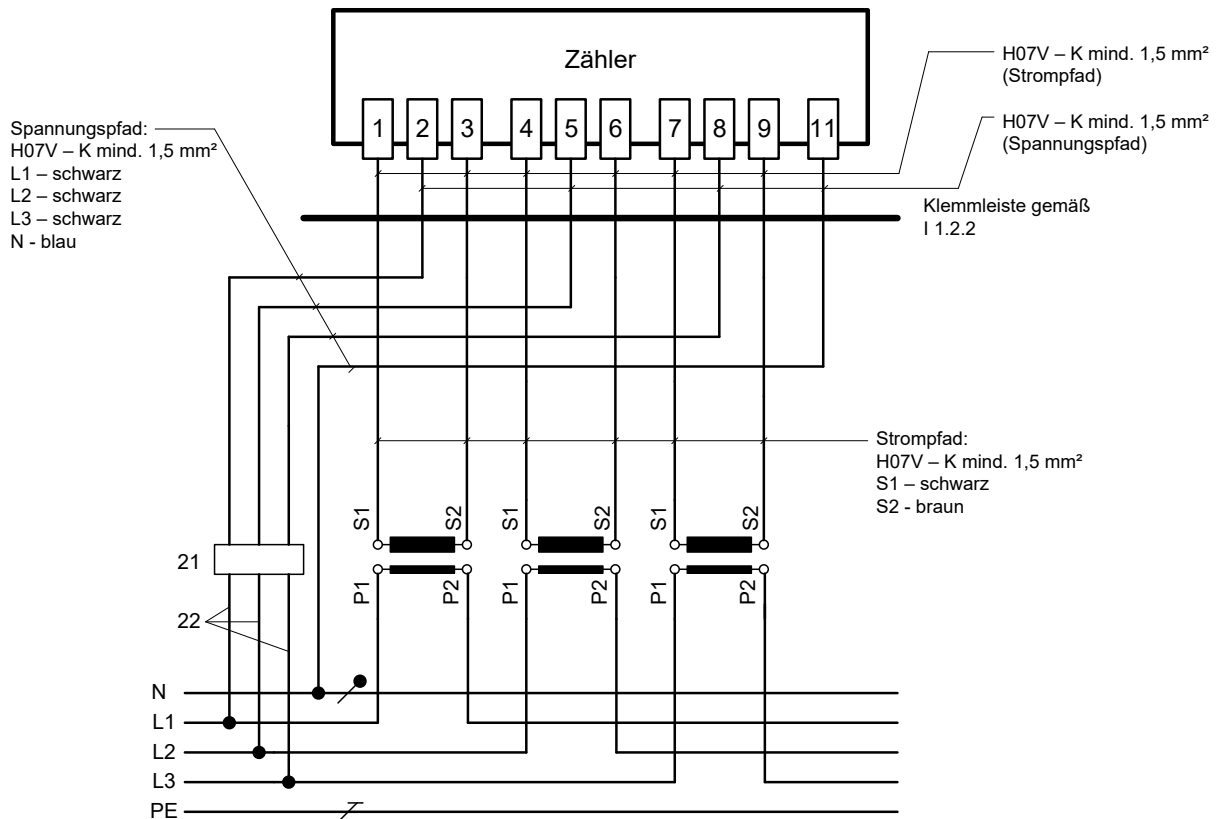 Zähler
1 2 3 4 5 6 7 8 9 11
H07V – K mind. 1,5 mm²
(Strompfad)
H07V – K mind. 1,5 mm²
(Spannungspfad)
Spannungspfad:
H07V – K mind. 1,5 mm²
L1 – schwarz
L2 – schwarz
L3 – schwarz
N - blau
Klemmleiste gemäß
I 1.2.2
Strompfad:
H07V – K mind. 1,5 mm²
S1 – schwarz
S2 - braun
S1 S2 S1 S2 S1 S2
21
P1 P2 P1 P2 P1 P2
22
N
L1
L2
L3
PE